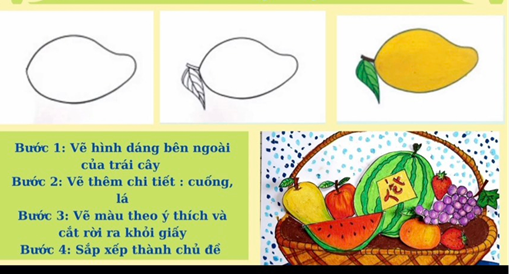 Bước 1: Vẽ hình dáng bên ngoài
của trái cây
Bước 2: Vẽ thêm chi tiết : cuống,
lá
Bước 3: Vẽ màu theo ý thích và
cắt rời ra khỏi giấy
Bước 4: Sắp xếp thành chủ đề
Tết